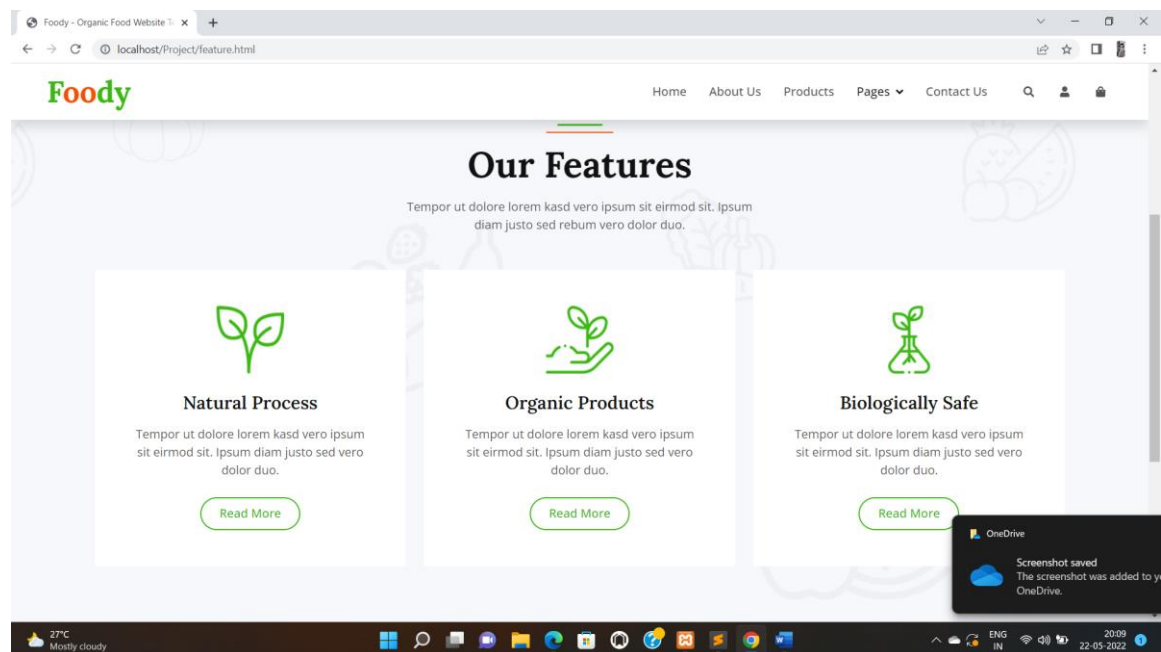 Foody - Organic Food Website T
localhost/Project/feature.html
Foody
Home About Us Products Pages Contact Us
Our Features
Tempor ut dolore lorem kasd vero ipsum sit eirmod sit. Ipsum
diam justo sed rebum vero dolor duo.
Natural Process
Tempor ut dolore lorem kasd vero ipsum
sit eirmod sit. Ipsum diam justo sed vero
dolor duo.
Read More
Organic Products
Tempor ut dolore lorem kasd vero ipsum
sit eirmod sit. Ipsum diam justo sed vero
dolor duo.
Read More
Biologically Safe
Tempor ut dolore lorem kasd vero ipsum
sit eirmod sit. Ipsum diam justo sed vero
dolor duo.
Read More
OneDrive
Screenshot saved
The screenshot was added to y
OneDrive.
27°C
Mostly cloudy
ENG
IN
20:09
22-05-2022
1